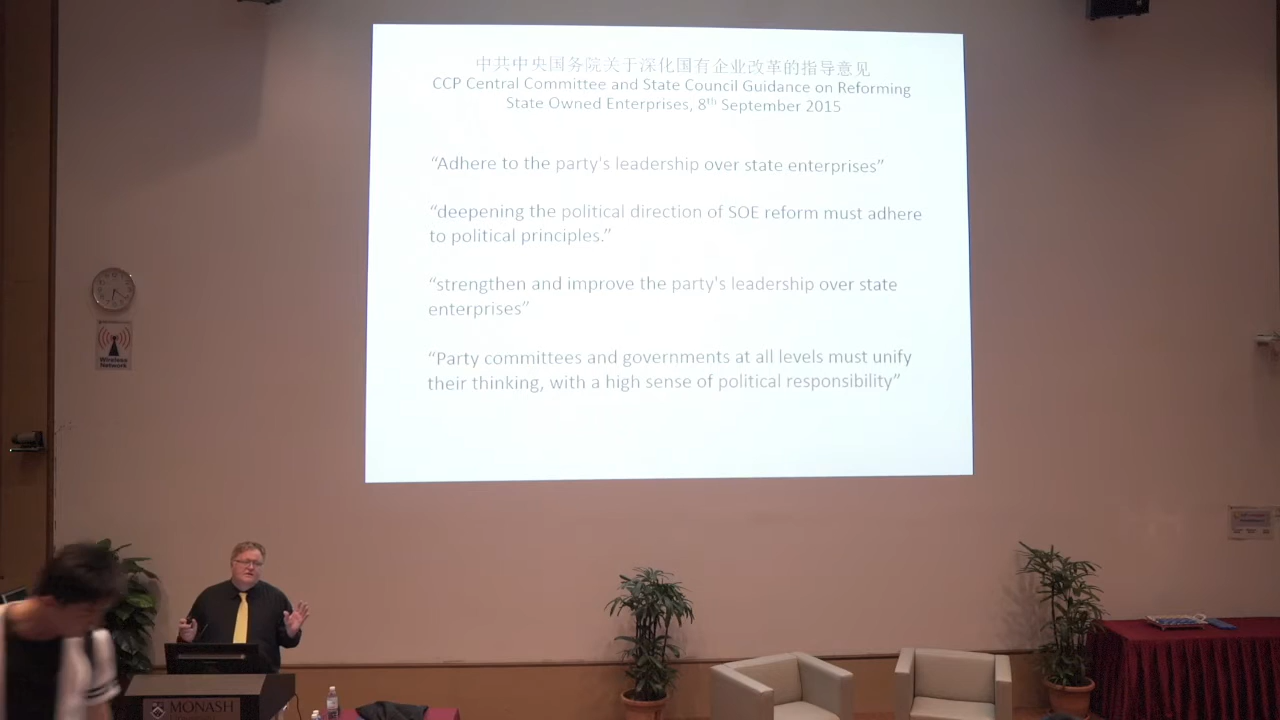 中共中央国务院关于深化国有企业改革的指导意见
CCP Central Committee and State Council Guidance on Reforming
State Owned Enterprises, 8th September 2015
“Adhere to the party's leadership over state enterprises”
“deepening the political direction of SOE reform must adhere
to political principles.”
“strengthen and improve the party's leadership over state
enterprises”
“Party committees and governments at all levels must unify
their thinking, with a high sense of political responsibility”
Wireless
Network
MONASH